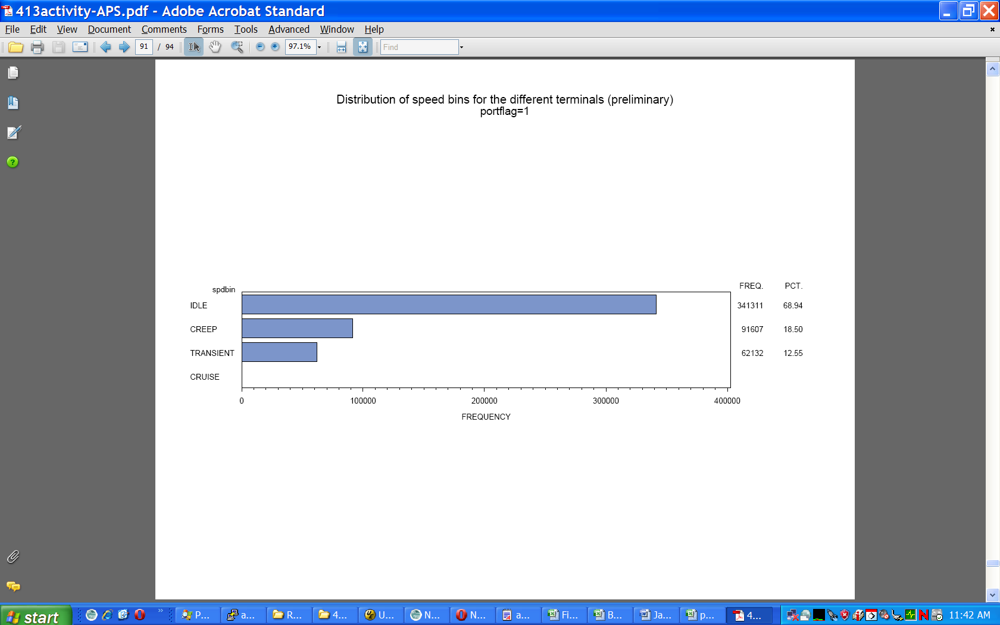 413activity-APS.pdf - Adobe Acrobat Standard
File Edit View Document Comments Forms Tools Advanced Window Help
91 / 94 97.1% Find
Distribution of speed bins for the different terminals (preliminary)
portflag=1
spdbin FREQ. PCT.
IDLE 341311 68.94
CREEP 91607 18.50
TRANSIENT 62132 12.55
CRUISE
0 100000 200000 300000 400000
FREQUENCY
start P... a... R... 4... U... N... N... a... Fi... B... Ja... p... 4... 11:42 AM